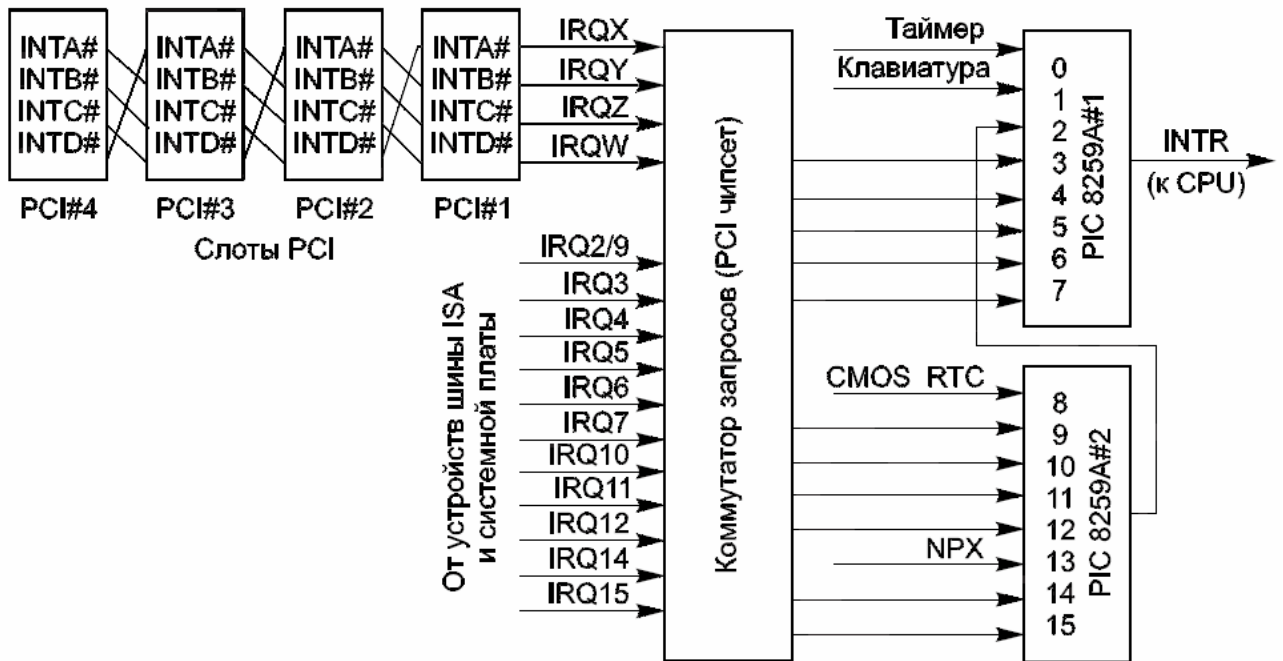 INTA#
INTB#
INTC#
INTD#
PCI#4
INTA#
INTB#
INTC#
INTD#
PCI#3
INTA#
INTB#
INTC#
INTD#
PCI#2
INTA#
INTB#
INTC#
INTD#
PCI#1
Слоты PCI
IRQX
IRQY
IRQZ
IRQW
От устройств шины ISA
и системной платы
IRQ2/9
IRQ3
IRQ4
IRQ5
IRQ6
IRQ7
IRQ10
IRQ11
IRQ12
IRQ14
IRQ15
Коммутатор запросов (PCI чипсет)
Таймер
Клавиатура
0
1
2
3
4
5
6
7
PIC 8259A#1
INTR
(к CPU)
CMOS RTC
NPX
8
9
10
11
12
13
14
15
PIC 8259A#2